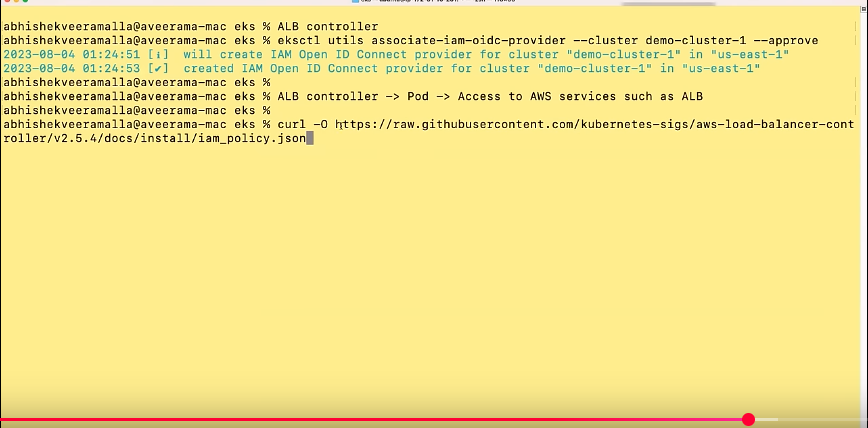 abhishekveeramalla@aveerama-mac eks % ALB controller
abhishekveeramalla@aveerama-mac eks % eksctl utils associate-iam-oidc-provider --cluster demo-cluster-1 --approve
2023-08-04 01:24:51 [ℹ]  will create IAM Open ID Connect provider for cluster "demo-cluster-1" in "us-east-1"
2023-08-04 01:24:53 [✔]  created IAM Open ID Connect provider for cluster "demo-cluster-1" in "us-east-1"
abhishekveeramalla@aveerama-mac eks %
abhishekveeramalla@aveerama-mac eks % ALB controller -> Pod -> Access to AWS services such as ALB
abhishekveeramalla@aveerama-mac eks %
abhishekveeramalla@aveerama-mac eks % curl -O https://raw.githubusercontent.com/kubernetes-sigs/aws-load-balancer-cont
roller/v2.5.4/docs/install/iam_policy.json